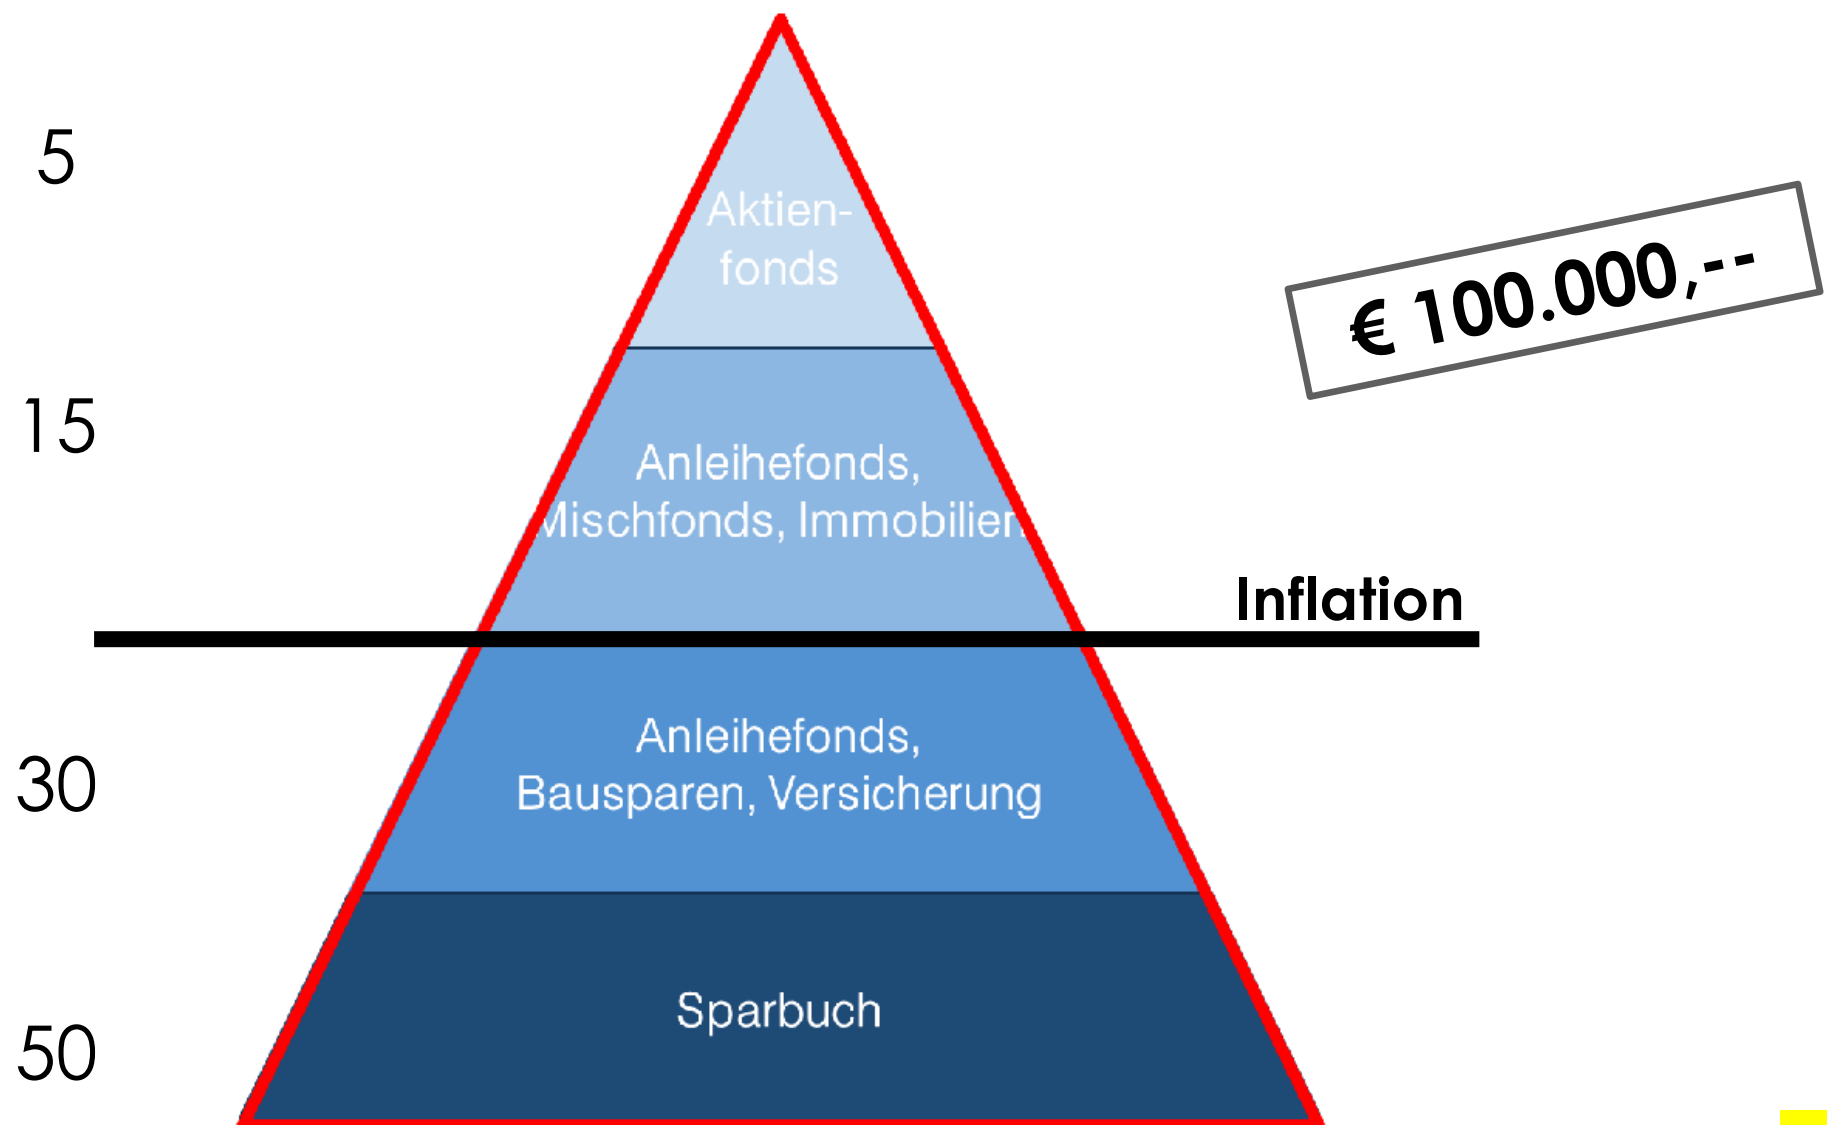 5
Aktien-
fonds
€ 100.000,--
15
Anleihefonds,
Mischfonds, Immobilien
Inflation
30
Anleihefonds,
Bausparen, Versicherung
50
Sparbuch